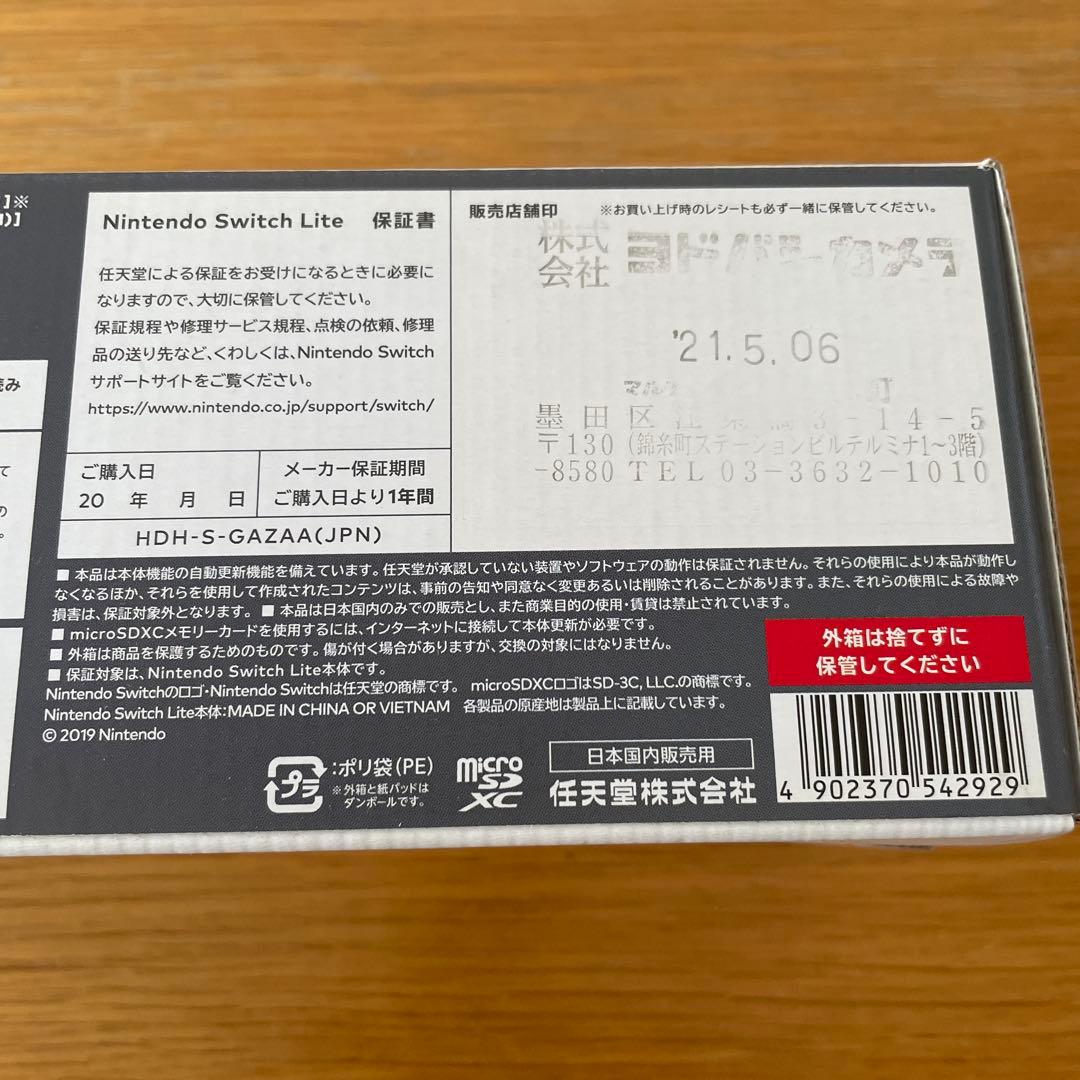 ]※
)]
読み
て
の
。
Nintendo Switch Lite 保証書
任天堂による保証をお受けになるときに必要に
なりますので、大切に保管してください。
保証規程や修理サービス規程、点検の依頼、修理
品の送り先など、くわしくは、Nintendo Switch
サポートサイトをご覧ください。
https://www.nintendo.co.jp/support/switch/
ご購入日
20 年 月 日
メーカー保証期間
ご購入日より1年間
HDH-S-GAZAA(JPN)
販売店舗印 ※お買い上げ時のレシートも必ず一緒に保管してください。
株式会社 ヨドバシカメラ
'21.5.06
マル 町
墨田区江 3-14-5
〒130 (錦糸町ステーションビルテルミナ1~3階)
-8580 TEL 03-3632-1010
■ 本品は本体機能の自動更新機能を備えています。任天堂が承認していない装置やソフトウェアの動作は保証されません。それらの使用により本品が動作し
なくなるほか、それらを使用して作成されたコンテンツは、事前の告知や同意なく変更あるいは削除されることがあります。また、それらの使用による故障や
損害は、保証対象外となります。 ■ 本品は日本国内のみでの販売とし、また商業目的の使用・賃貸は禁止されています。
■ microSDXCメモリーカードを使用するには、インターネットに接続して本体更新が必要です。
■ 外箱は商品を保護するためのものです。傷が付く場合がありますが、交換の対象にはなりません。
■ 保証対象は、Nintendo Switch Lite本体です。
Nintendo Switchのロゴ・Nintendo Switchは任天堂の商標です。 microSDXCロゴはSD-3C, LLC.の商標です。
Nintendo Switch Lite本体:MADE IN CHINA OR VIETNAM 各製品の原産地は製品上に記載しています。
© 2019 Nintendo
外箱は捨てずに
保管してください
プラ :ポリ袋(PE)
※外箱と紙パッドは
ダンボールです。
micro
SD
XC
日本国内販売用
任天堂株式会社
4 902370 542929